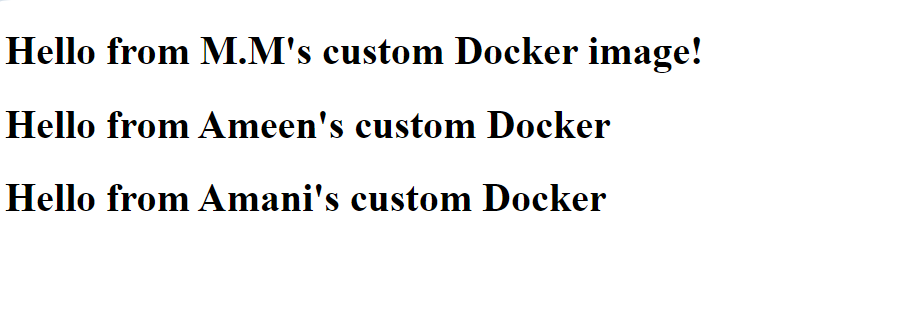 Hello from M.M's custom Docker image!
Hello from Ameen's custom Docker
Hello from Amani's custom Docker